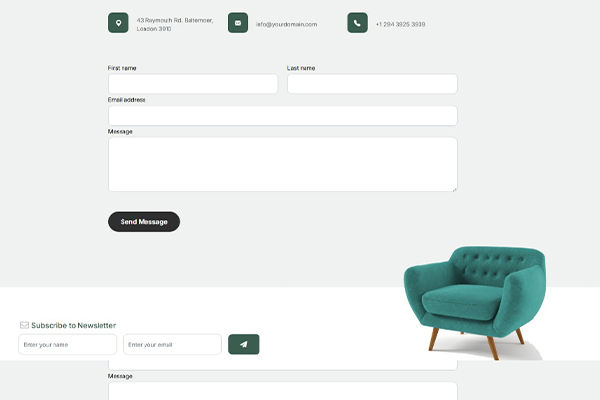 43 Raymouth Rd. Baltemoer,
London 3910
info@yourdomain.com
+1 294 3925 3939
First name
Last name
Email address
Message
Send Message
Subscribe to Newsletter
Enter your name
Enter your email
Message